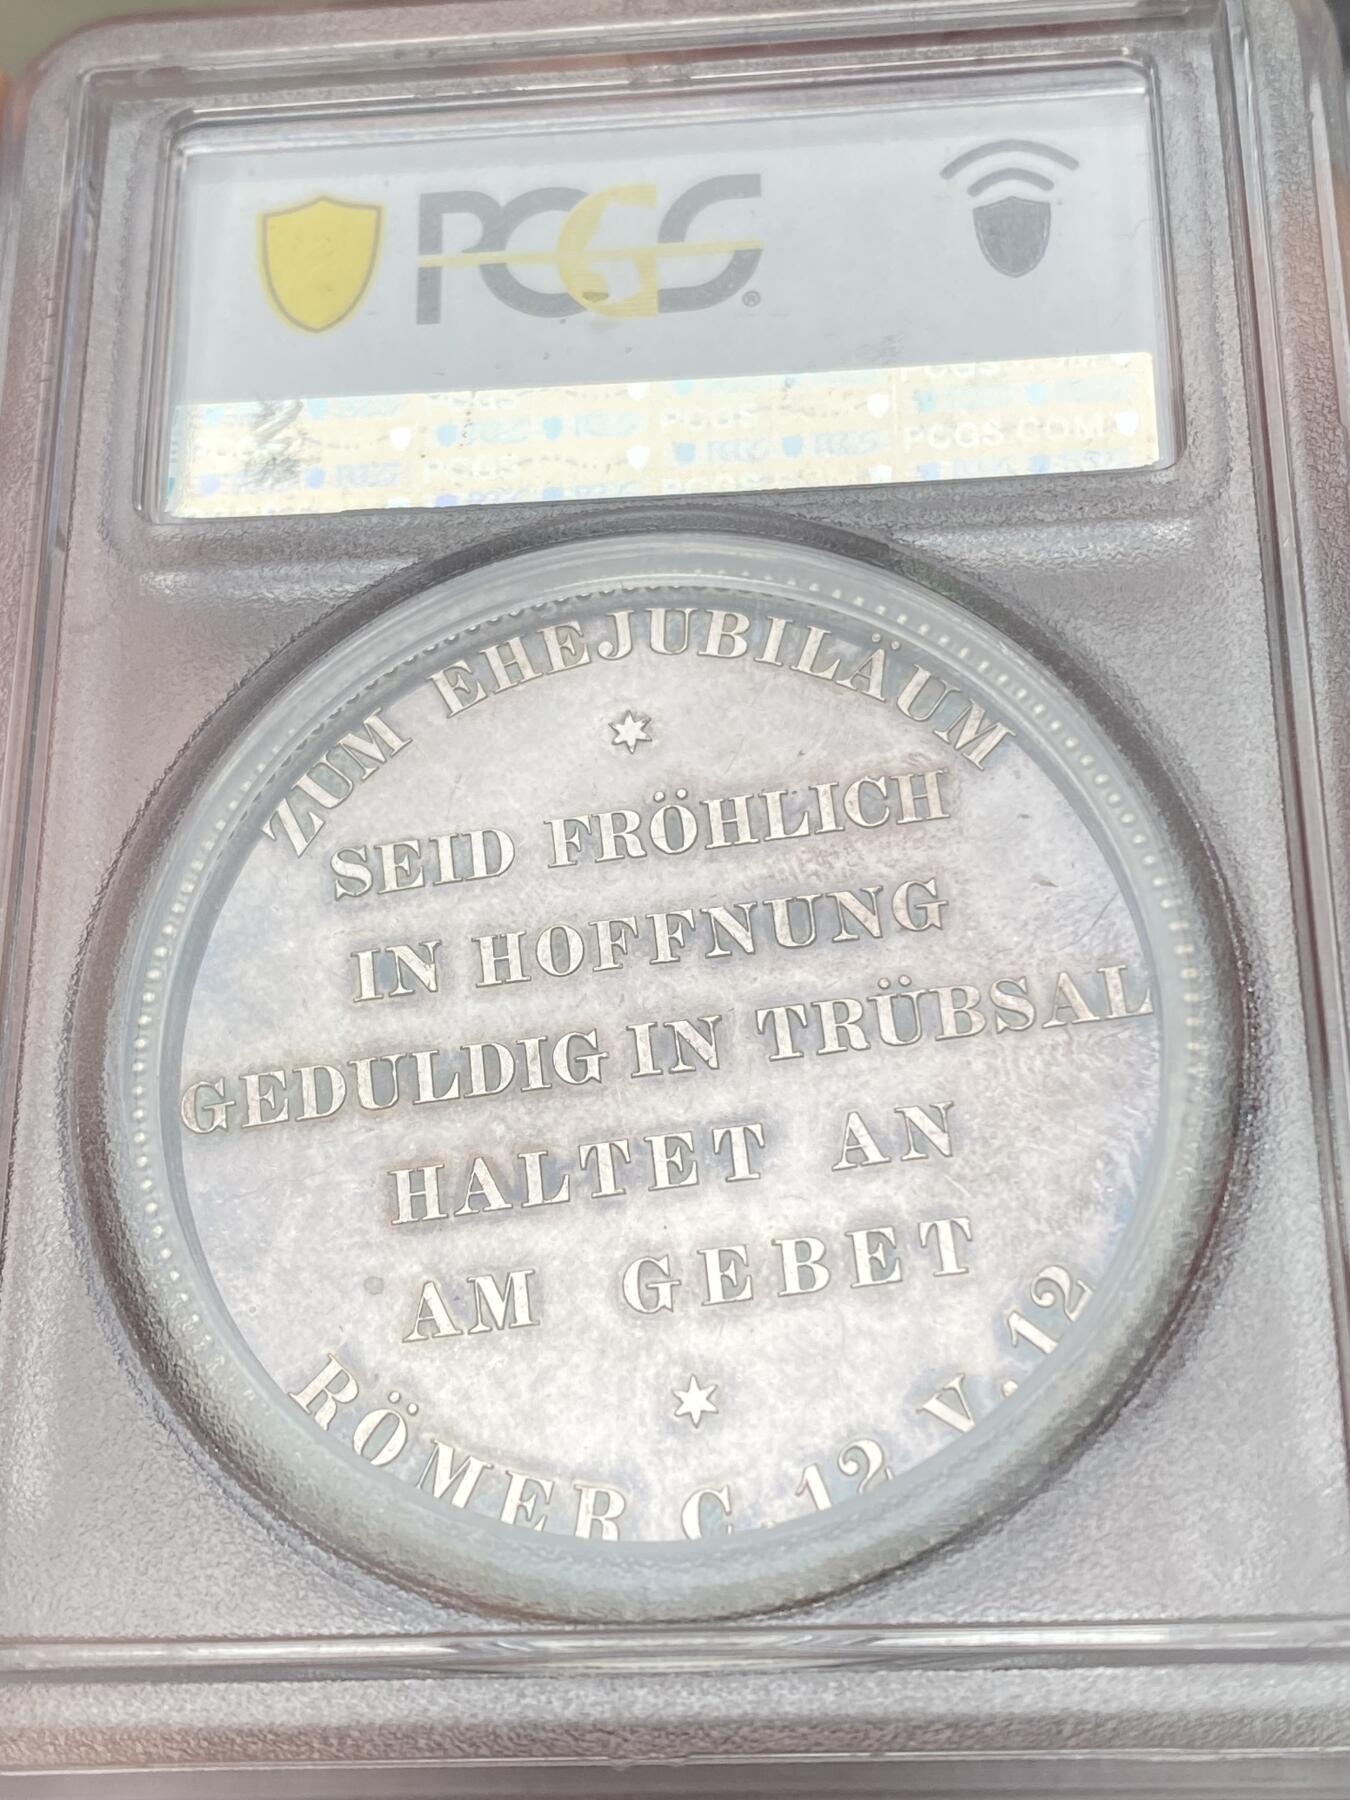 PCGS®
PCGS.COM
ZUM EHEJUBILÄUM
SEID FRÖHLICH
IN HOFFNUNG
GEDULDIG IN TRÜBSAL
HALTET AN
AM GEBET
RÖMER C. 12 V. 12